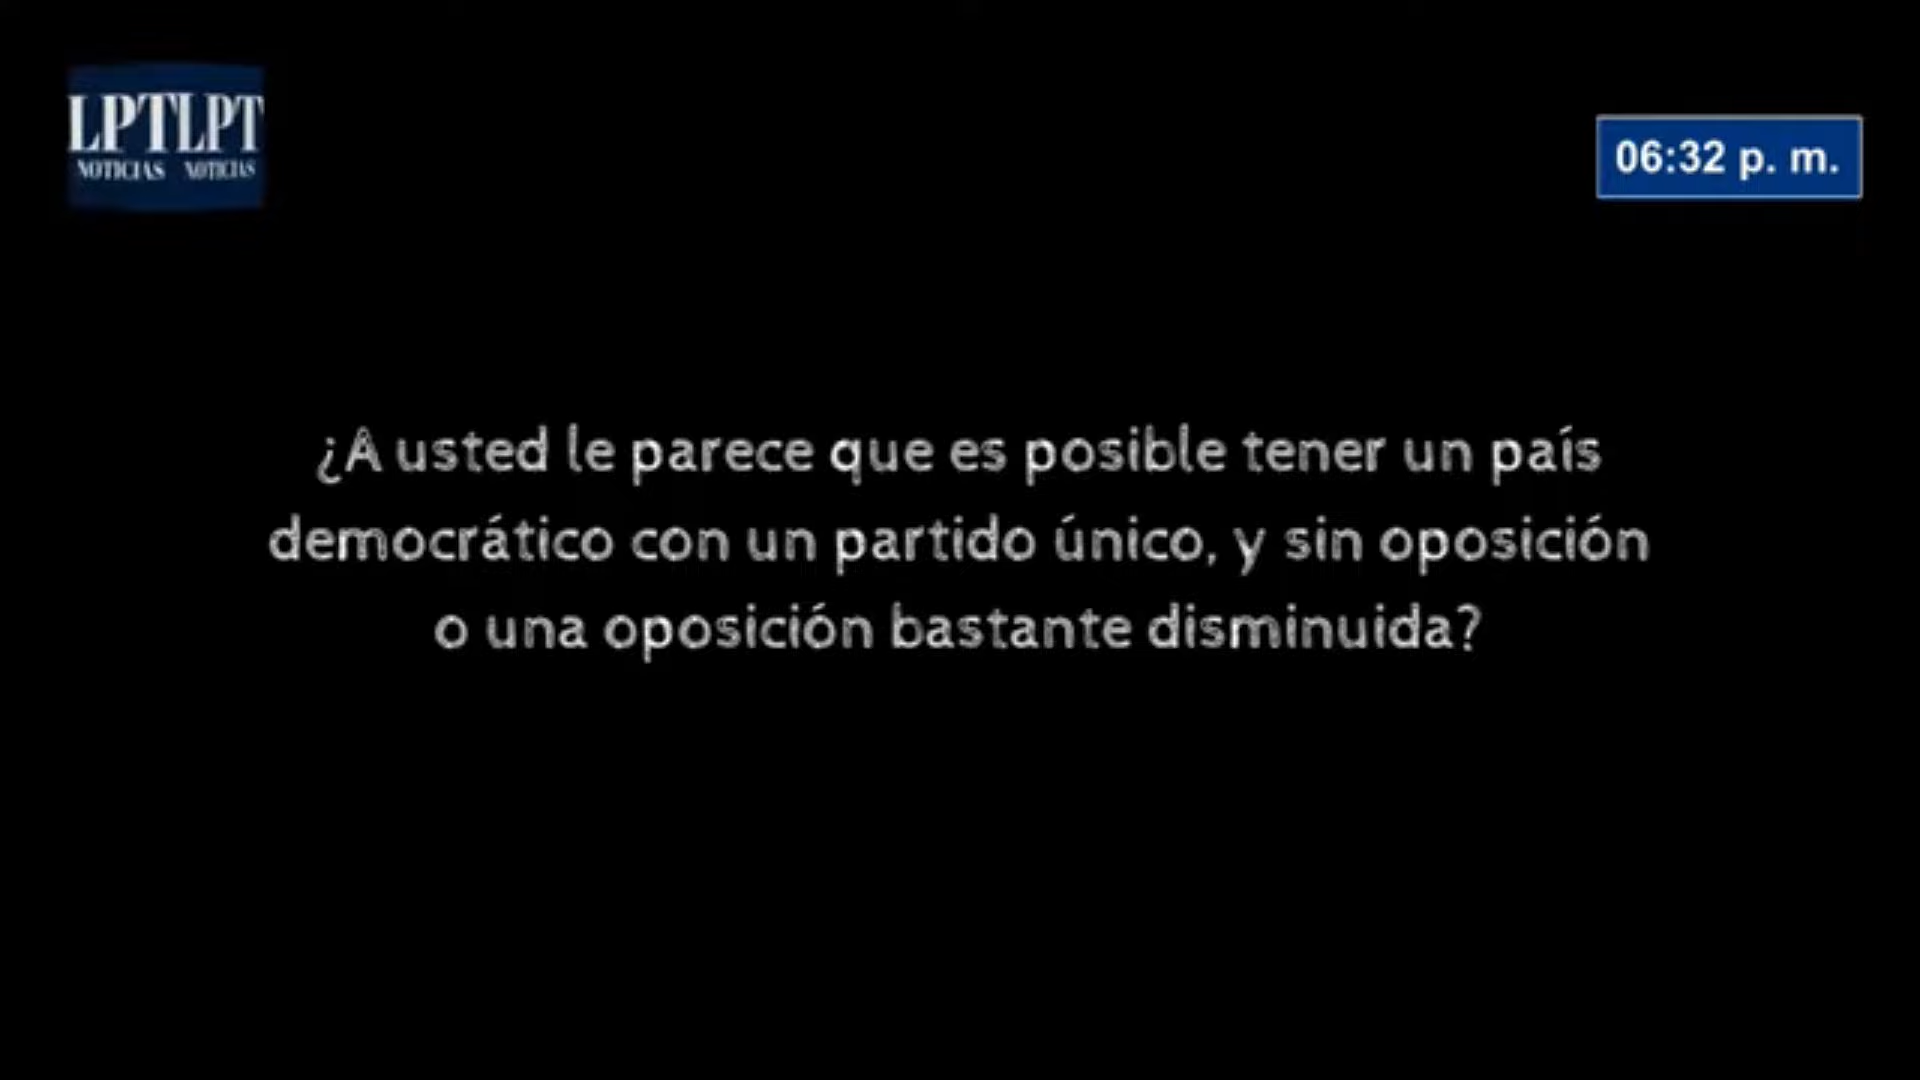 LPTLPT
NOTICIAS NOTICIAS
06:32 p. m.
¿A usted le parece que es posible tener un país
democrático con un partido único, y sin oposición
o una oposición bastante disminuida?